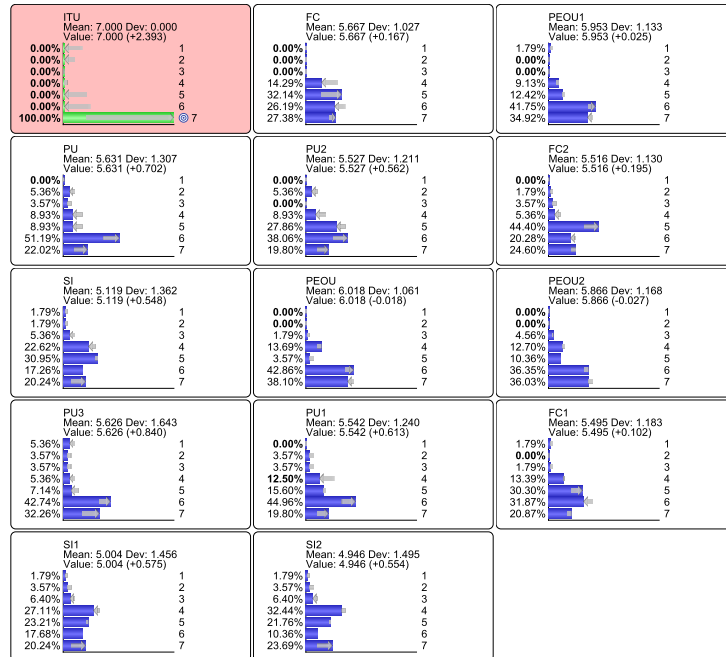 ITU
Mean: 7.000 Dev: 0.000
Value: 7.000 (+2.393)
0.00% 1
0.00% 2
0.00% 3
0.00% 4
0.00% 5
0.00% 6
100.00% 7
FC
Mean: 5.667 Dev: 1.027
Value: 5.667 (+0.167)
0.00% 1
0.00% 2
0.00% 3
14.29% 4
32.14% 5
26.19% 6
27.38% 7
PEOU1
Mean: 5.953 Dev: 1.133
Value: 5.953 (+0.025)
1.79% 1
0.00% 2
0.00% 3
9.13% 4
12.42% 5
41.75% 6
34.92% 7
PU
Mean: 5.631 Dev: 1.307
Value: 5.631 (+0.702)
0.00% 1
5.36% 2
3.57% 3
8.93% 4
8.93% 5
51.19% 6
22.02% 7
PU2
Mean: 5.527 Dev: 1.211
Value: 5.527 (+0.562)
0.00% 1
5.36% 2
0.00% 3
8.93% 4
27.86% 5
38.06% 6
19.80% 7
FC2
Mean: 5.516 Dev: 1.130
Value: 5.516 (+0.195)
0.00% 1
1.79% 2
3.57% 3
5.36% 4
44.40% 5
20.28% 6
24.60% 7
SI
Mean: 5.119 Dev: 1.362
Value: 5.119 (+0.548)
1.79% 1
1.79% 2
5.36% 3
22.62% 4
30.95% 5
17.26% 6
20.24% 7
PEOU
Mean: 6.018 Dev: 1.061
Value: 6.018 (-0.018)
0.00% 1
0.00% 2
1.79% 3
13.69% 4
3.57% 5
42.86% 6
38.10% 7
PEOU2
Mean: 5.866 Dev: 1.168
Value: 5.866 (-0.027)
0.00% 1
0.00% 2
4.56% 3
12.70% 4
10.36% 5
36.35% 6
36.03% 7
PU3
Mean: 5.626 Dev: 1.643
Value: 5.626 (+0.840)
5.36% 1
3.57% 2
3.57% 3
5.36% 4
7.14% 5
42.74% 6
32.26% 7
PU1
Mean: 5.542 Dev: 1.240
Value: 5.542 (+0.613)
0.00% 1
3.57% 2
3.57% 3
12.50% 4
15.60% 5
44.96% 6
19.80% 7
FC1
Mean: 5.495 Dev: 1.183
Value: 5.495 (+0.102)
1.79% 1
0.00% 2
1.79% 3
13.39% 4
30.30% 5
31.87% 6
20.87% 7
SI1
Mean: 5.004 Dev: 1.456
Value: 5.004 (+0.575)
1.79% 1
3.57% 2
6.40% 3
27.11% 4
23.21% 5
17.68% 6
20.24% 7
SI2
Mean: 4.946 Dev: 1.495
Value: 4.946 (+0.554)
1.79% 1
3.57% 2
6.40% 3
32.44% 4
21.76% 5
10.36% 6
23.69% 7